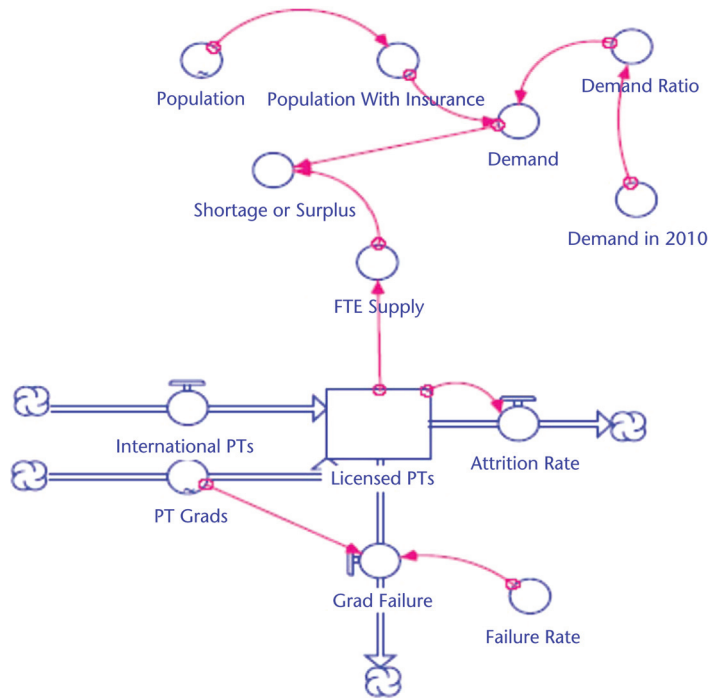 Population
Population With Insurance
Demand Ratio
Demand
Shortage or Surplus
Demand in 2010
FTE Supply
International PTs
Licensed PTs
Attrition Rate
PT Grads
Grad Failure
Failure Rate